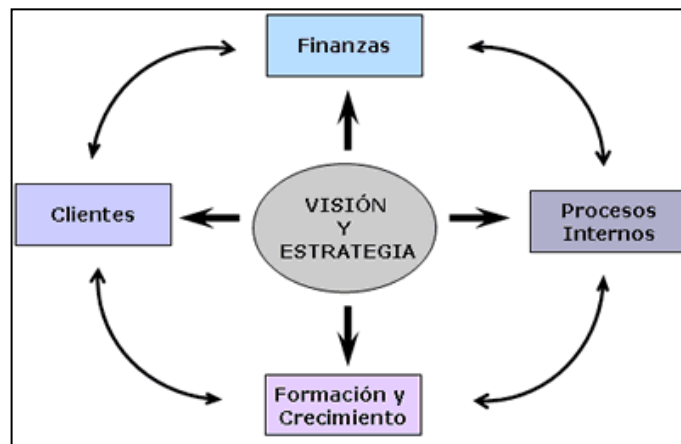 Finanzas
Clientes
VISIÓN
Y
ESTRATEGIA
Procesos
Internos
Formación y
Crecimiento